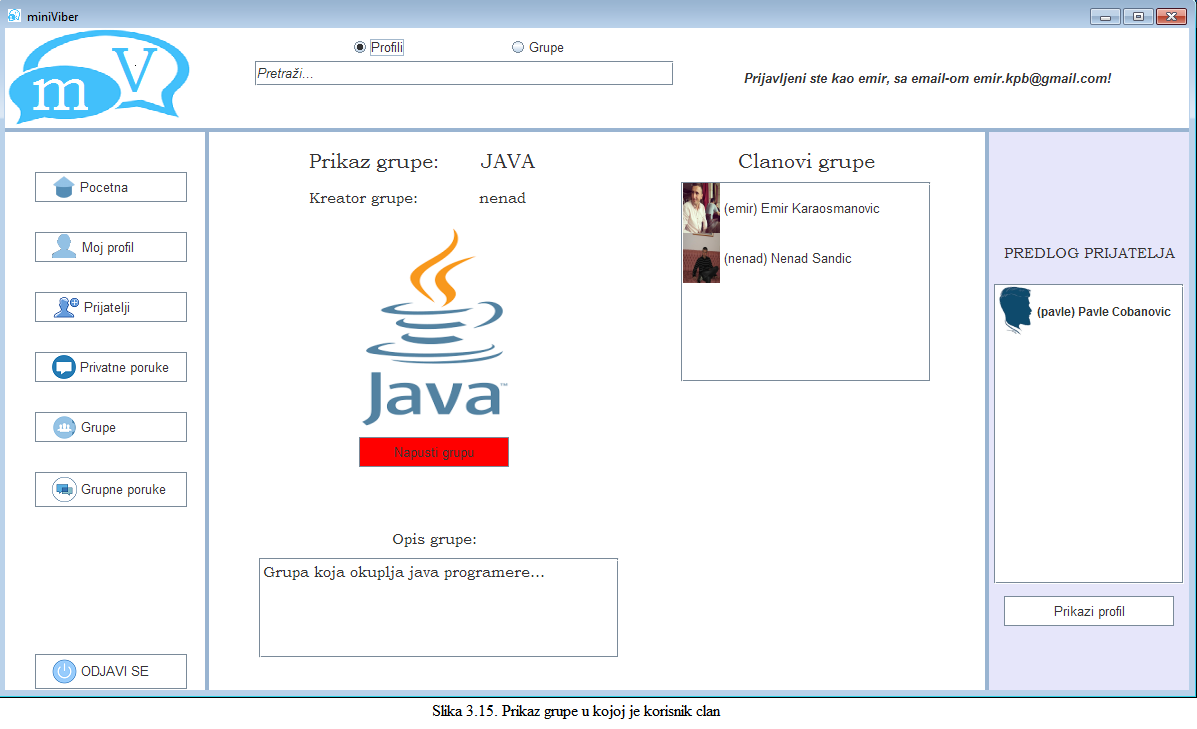 miniViber
m V
Profili
Grupe
Pretraži...
Prijavljeni ste kao emir, sa email-om emir.kpb@gmail.com!
Pocetna
Moj profil
Prijatelji
Privatne poruke
Grupe
Grupne poruke
ODJAVI SE
Prikaz grupe: JAVA
Kreator grupe: nenad
Java™
Napusti grupu
Opis grupe:
Grupa koja okuplja java programere...
Clanovi grupe
(emir) Emir Karaosmanovic
(nenad) Nenad Sandic
PREDLOG PRIJATELJA
(pavle) Pavle Cobanovic
Prikazi profil
Slika 3.15. Prikaz grupe u kojoj je korisnik clan